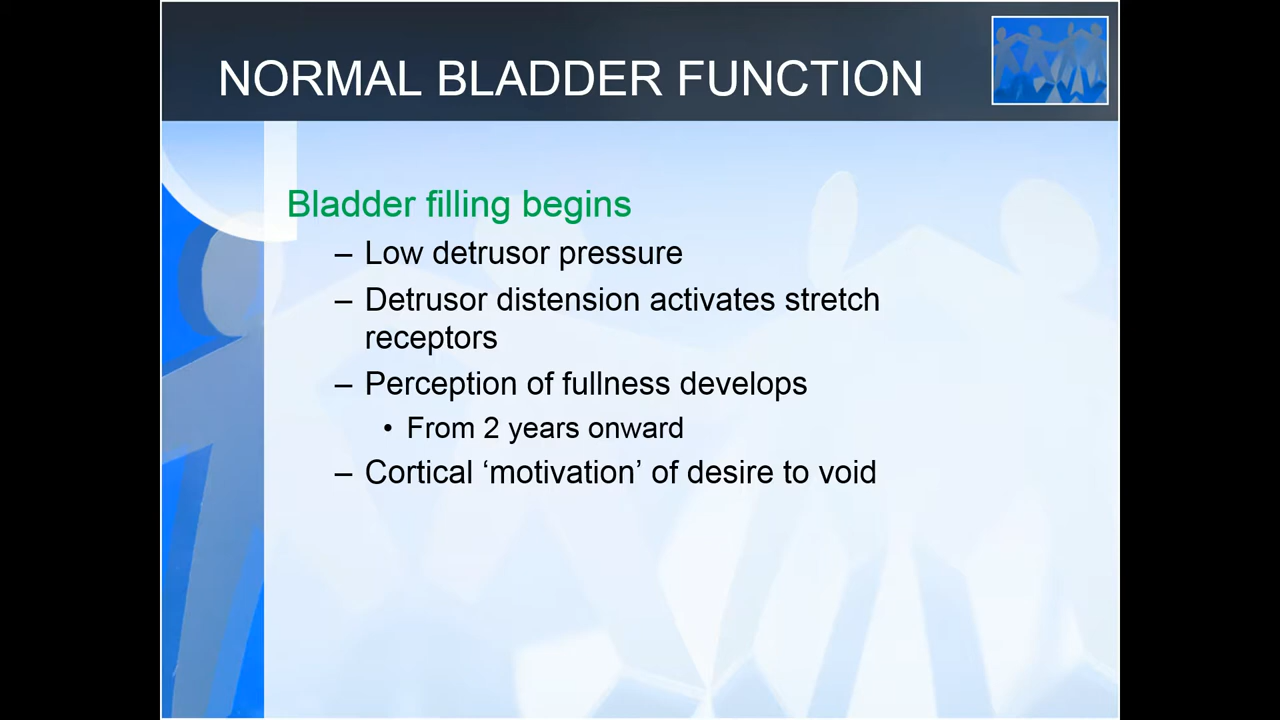 NORMAL BLADDER FUNCTION
Bladder filling begins
– Low detrusor pressure
– Detrusor distension activates stretch
receptors
– Perception of fullness develops
• From 2 years onward
– Cortical ‘motivation’ of desire to void